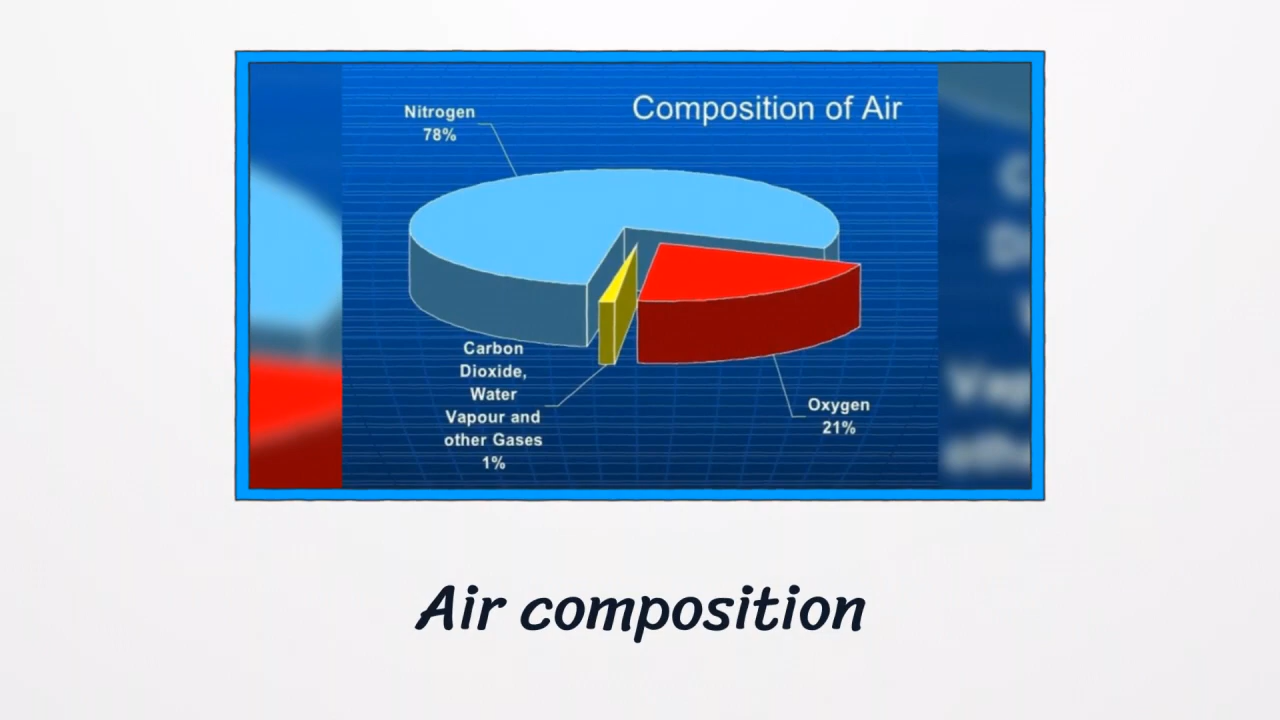 Composition of Air
Nitrogen
78%
Carbon
Dioxide,
Water
Vapour and
other Gases
1%
Oxygen
21%
Air composition